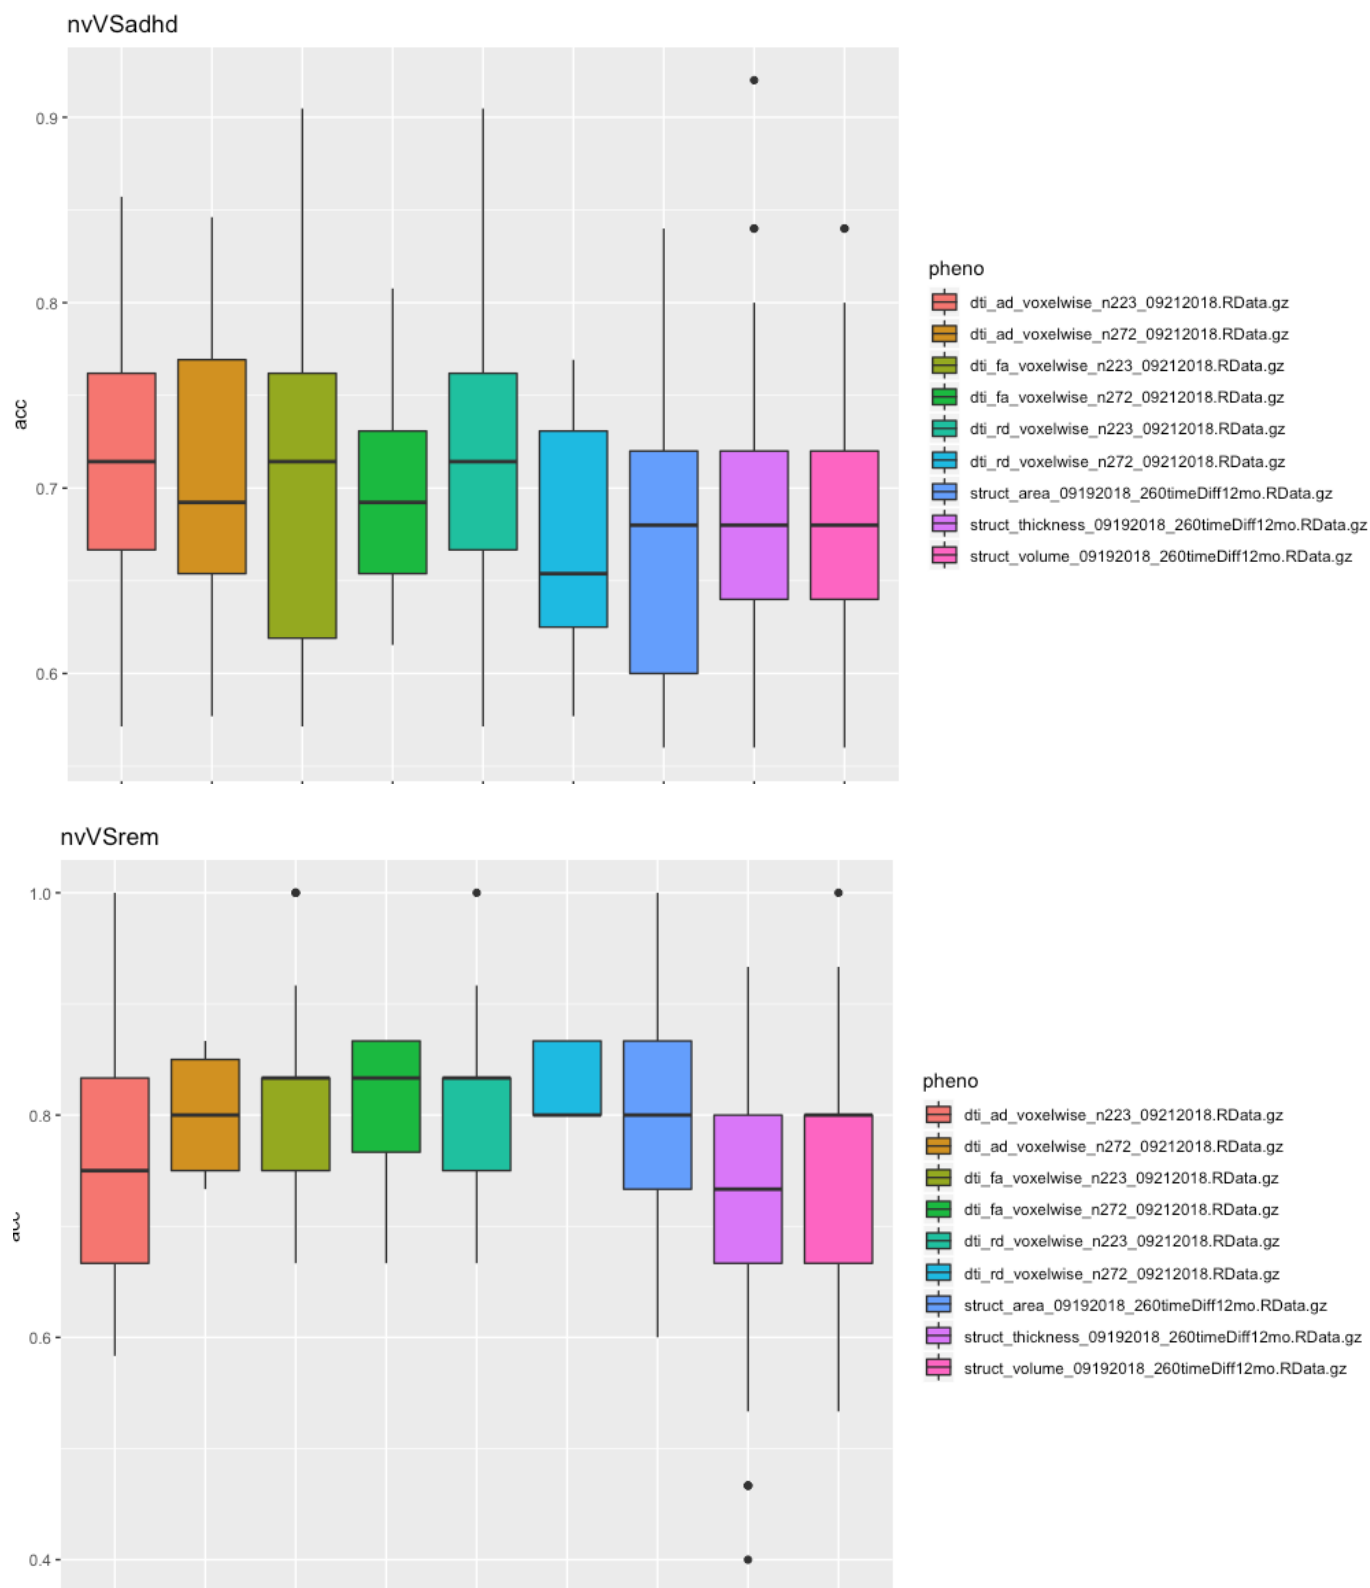 nvVSadhd
0.9
0.8
0.7
0.6
acc
pheno
dti_ad_voxelwise_n223_09212018.RData.gz
dti_ad_voxelwise_n272_09212018.RData.gz
dti_fa_voxelwise_n223_09212018.RData.gz
dti_fa_voxelwise_n272_09212018.RData.gz
dti_rd_voxelwise_n223_09212018.RData.gz
dti_rd_voxelwise_n272_09212018.RData.gz
struct_area_09192018_260timeDiff12mo.RData.gz
struct_thickness_09192018_260timeDiff12mo.RData.gz
struct_volume_09192018_260timeDiff12mo.RData.gz
nvVSrem
1.0
0.8
0.6
0.4
acc
pheno
dti_ad_voxelwise_n223_09212018.RData.gz
dti_ad_voxelwise_n272_09212018.RData.gz
dti_fa_voxelwise_n223_09212018.RData.gz
dti_fa_voxelwise_n272_09212018.RData.gz
dti_rd_voxelwise_n223_09212018.RData.gz
dti_rd_voxelwise_n272_09212018.RData.gz
struct_area_09192018_260timeDiff12mo.RData.gz
struct_thickness_09192018_260timeDiff12mo.RData.gz
struct_volume_09192018_260timeDiff12mo.RData.gz